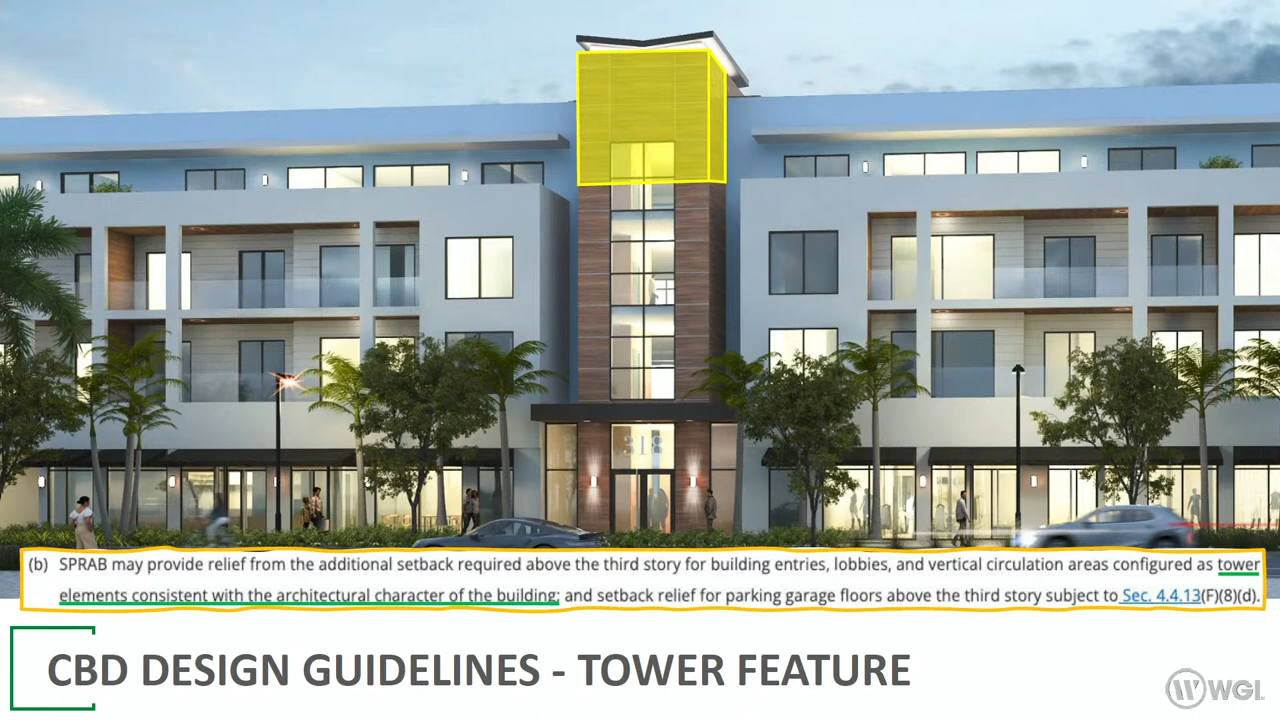 318
(b) SPRAB may provide relief from the additional setback required above the third story for building entries, lobbies, and vertical circulation areas configured as tower
elements consistent with the architectural character of the building; and setback relief for parking garage floors above the third story subject to Sec. 4.4.13(F)(8)(d).
CBD DESIGN GUIDELINES - TOWER FEATURE
WGI.